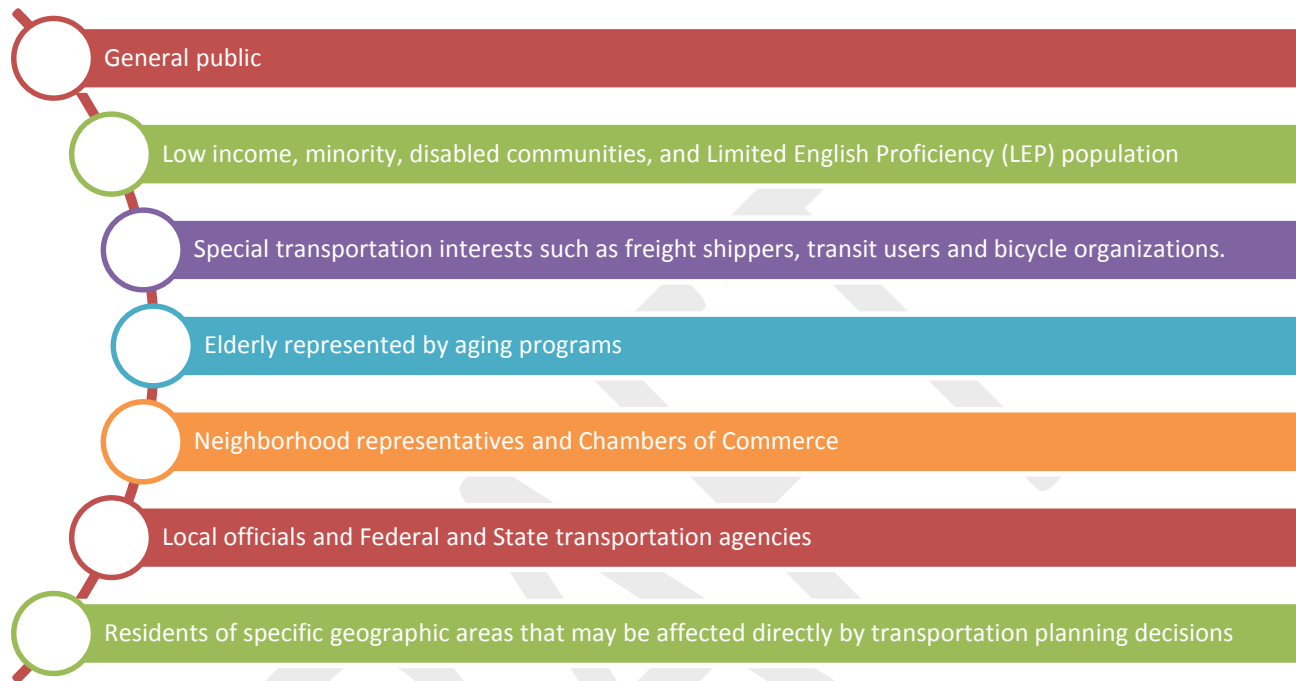 General public
Low income, minority, disabled communities, and Limited English Proficiency (LEP) population
Special transportation interests such as freight shippers, transit users and bicycle organizations.
Elderly represented by aging programs
Neighborhood representatives and Chambers of Commerce
Local officials and Federal and State transportation agencies
Residents of specific geographic areas that may be affected directly by transportation planning decisions